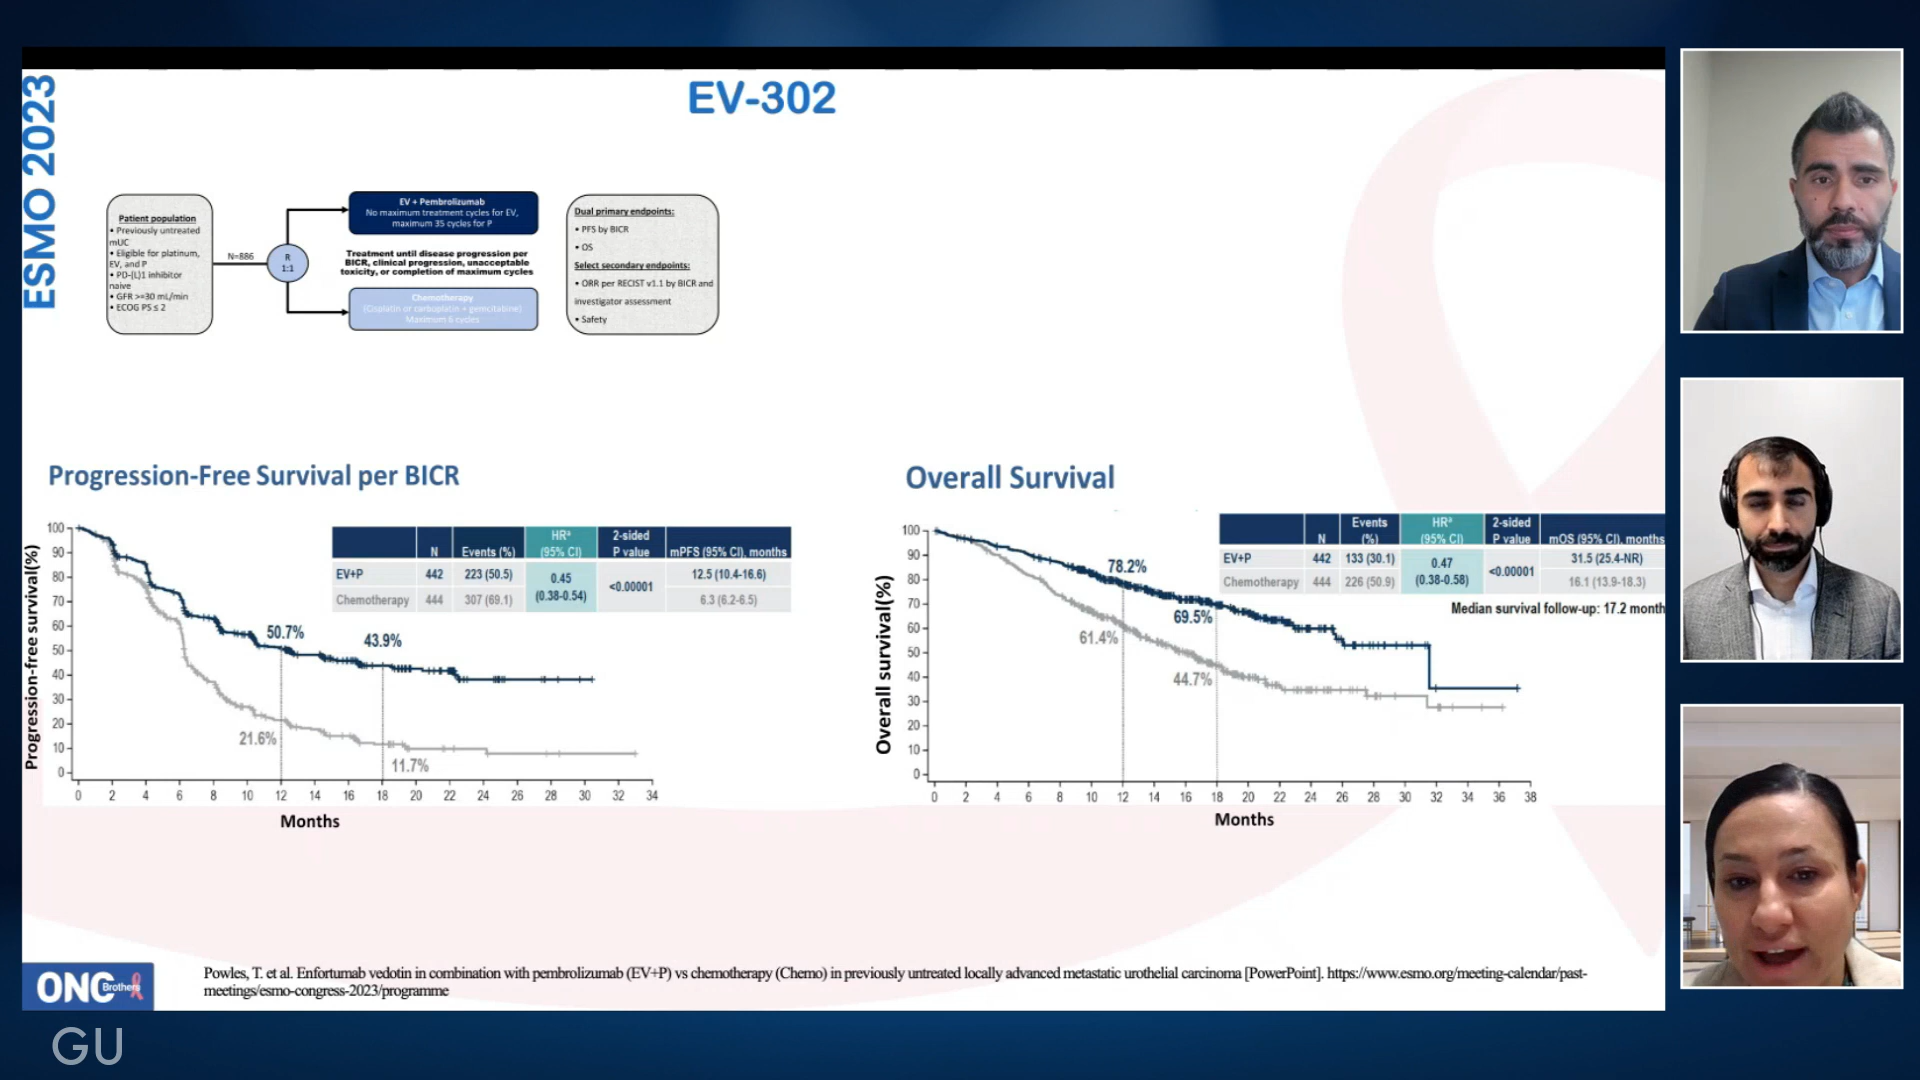 ESMO 2023
EV-302
Patient population
• Previously untreated
mUC
• Eligible for platinum,
EV, and P
• PD-(L)1 inhibitor
naive
• GFR >=30 mL/min
• ECOG PS ≤ 2
N=886
R
1:1
EV + Pembrolizumab
No maximum treatment cycles for EV,
maximum 35 cycles for P
Treatment until disease progression per
BICR, clinical progression, unacceptable
toxicity, or completion of maximum cycles
Chemotherapy
(Cisplatin or carboplatin + gemcitabine)
Maximum 6 cycles
Dual primary endpoints:
• PFS by BICR
• OS
Select secondary endpoints:
• ORR per RECIST v1.1 by BICR and
investigator assessment
• Safety
Progression-Free Survival per BICR
Progression-free survival(%)
100
90
80
70
60
50
40
30
20
10
0
N Events (%) HRᵃ (95% CI) 2-sided P value mPFS (95% CI), months
EV+P 442 223 (50.5) 0.45 (0.38-0.54) <0.00001 12.5 (10.4-16.6)
Chemotherapy 444 307 (69.1) 6.3 (6.2-6.5)
50.7%
43.9%
21.6%
11.7%
0 2 4 6 8 10 12 14 16 18 20 22 24 26 28 30 32 34
Months
Overall Survival
Overall survival(%)
100
90
80
70
60
50
40
30
20
10
0
N Events (%) HRᵃ (95% CI) 2-sided P value mOS (95% CI), months
EV+P 442 133 (30.1) 0.47 (0.38-0.58) <0.00001 31.5 (25.4-NR)
Chemotherapy 444 226 (50.9) 16.1 (13.9-18.3)
Median survival follow-up: 17.2 month
78.2%
69.5%
61.4%
44.7%
0 2 4 6 8 10 12 14 16 18 20 22 24 26 28 30 32 34 36 38
Months
ONC Brothers
Powles, T. et al. Enfortumab vedotin in combination with pembrolizumab (EV+P) vs chemotherapy (Chemo) in previously untreated locally advanced metastatic urothelial carcinoma [PowerPoint]. https://www.esmo.org/meeting-calendar/past-
meetings/esmo-congress-2023/programme
GU